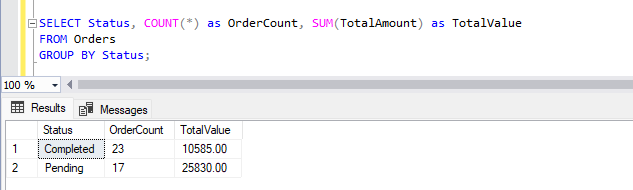 SELECT Status, COUNT(*) as OrderCount, SUM(TotalAmount) as TotalValue
FROM Orders
GROUP BY Status;
100 %
Results Messages
Status OrderCount TotalValue
1 Completed 23 10585.00
2 Pending 17 25830.00